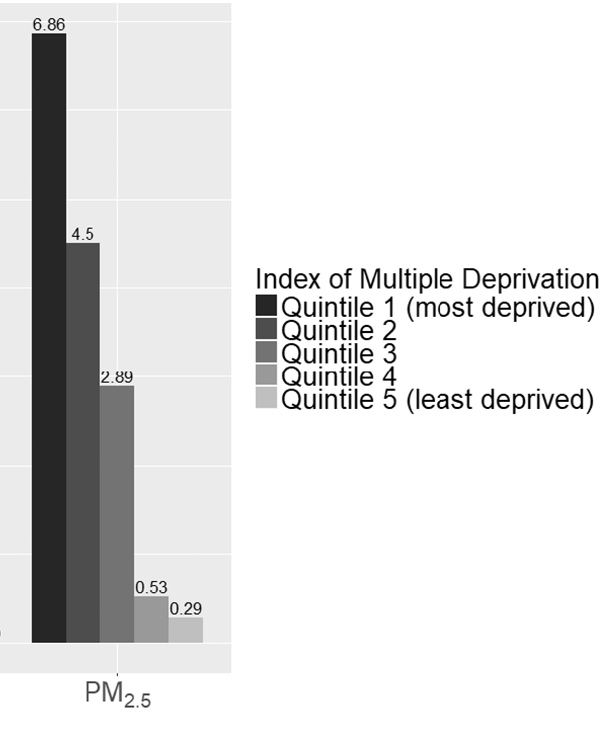 6.86
4.5
2.89
0.53
0.29
PM2.5
Index of Multiple Deprivation
Quintile 1 (most deprived)
Quintile 2
Quintile 3
Quintile 4
Quintile 5 (least deprived)